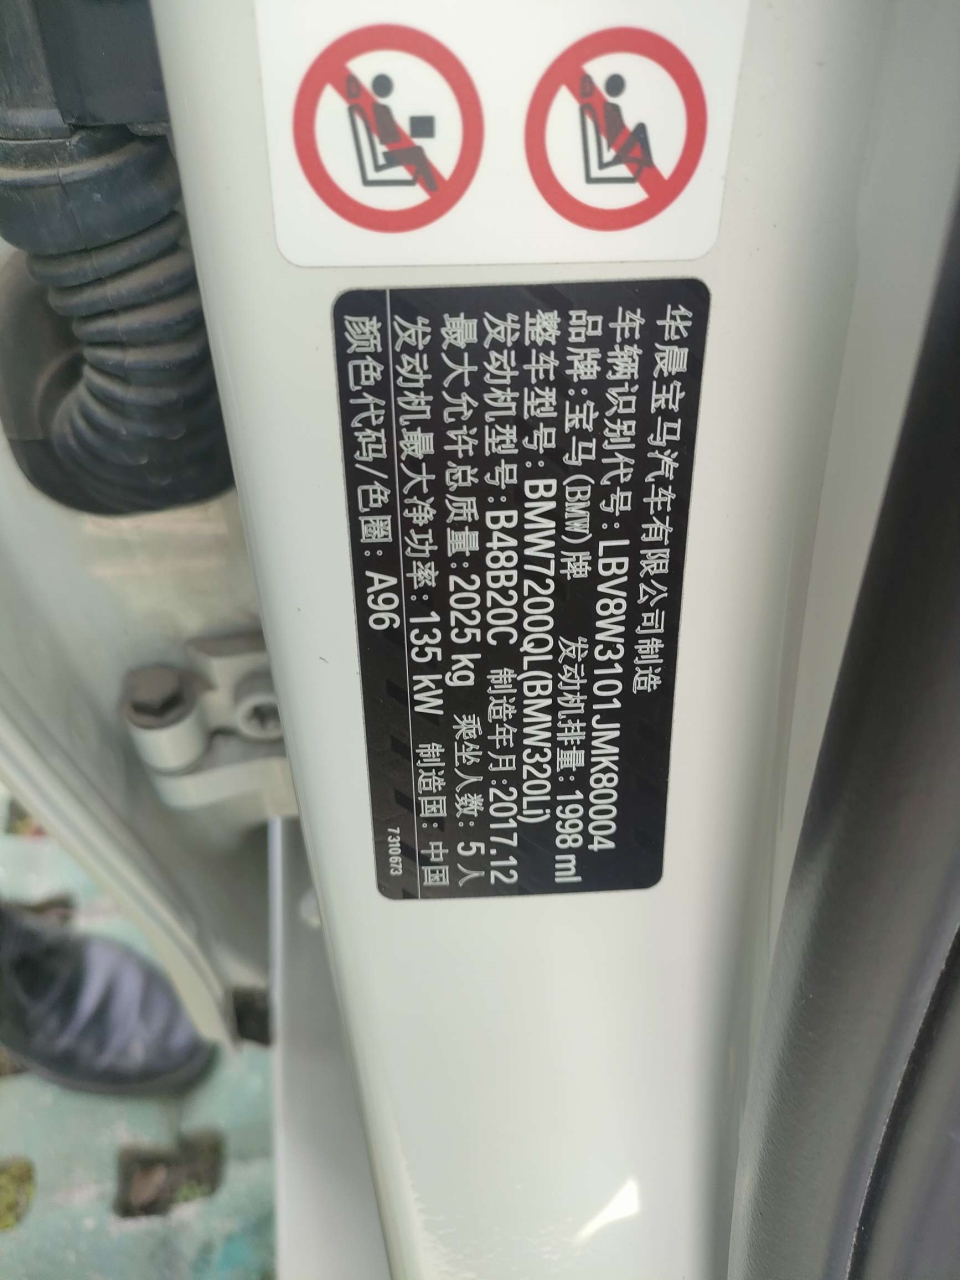 华晨宝马汽车有限公司制造
车辆识别代号:LBV8W3101JMK80004
品牌:宝马(BMW)牌 发动机排量:1998 ml
整车型号:BMW7200QL(BMW320Li)
发动机型号:B48B20C 制造年月:2017.12
最大允许总质量:2025 kg 乘坐人数:5 人
发动机最大净功率:135 kW 制造国:中国
颜色代码/色圈:A96 7 310 673